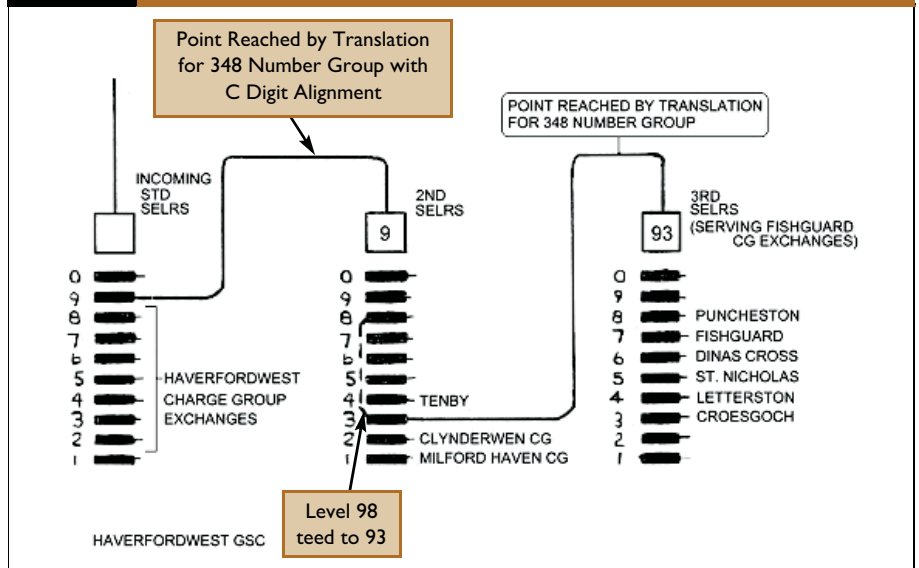 Point Reached by Translation
for 348 Number Group with
C Digit Alignment
POINT REACHED BY TRANSLATION
FOR 348 NUMBER GROUP
INCOMING
STD
SELRS
2ND
SELRS
9
3RD
SELRS
(SERVING FISHGUARD
CG EXCHANGES)
93
0
9
8
7
6
5
4
3
2
1
HAVERFORDWEST
CHARGE GROUP
EXCHANGES
0
9
8
7
6
5
4 TENBY
3
2 CLYNDERWEN CG
1 MILFORD HAVEN CG
0
9
8 PUNCHESTON
7 FISHGUARD
6 DINAS CROSS
5 ST. NICHOLAS
4 LETTERSTON
3 CROESGOCH
2
1
Level 98
teed to 93
HAVERFORDWEST GSC